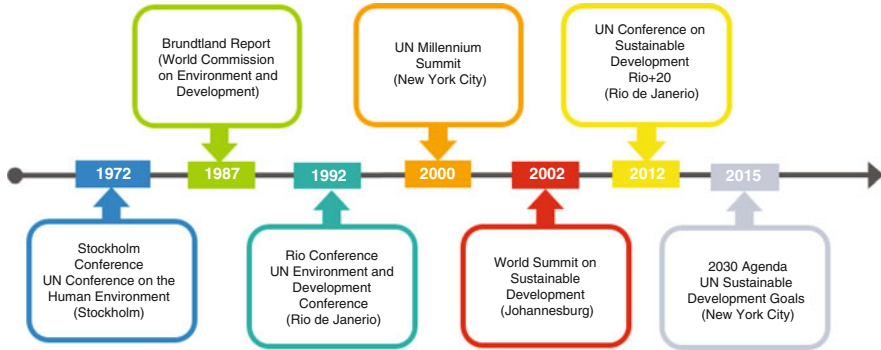 Brundtland Report
(World Commission
on Environment and
Development)
UN Millennium
Summit
(New York City)
UN Conference on
Sustainable
Development
Rio+20
(Rio de Janerio)
1972
1987
1992
2000
2002
2012
2015
Stockholm
Conference
UN Conference on the
Human Environment
(Stockholm)
Rio Conference
UN Environment and
Development
Conference
(Rio de Janerio)
World Summit on
Sustainable
Development
(Johannesburg)
2030 Agenda
UN Sustainable
Development Goals
(New York City)